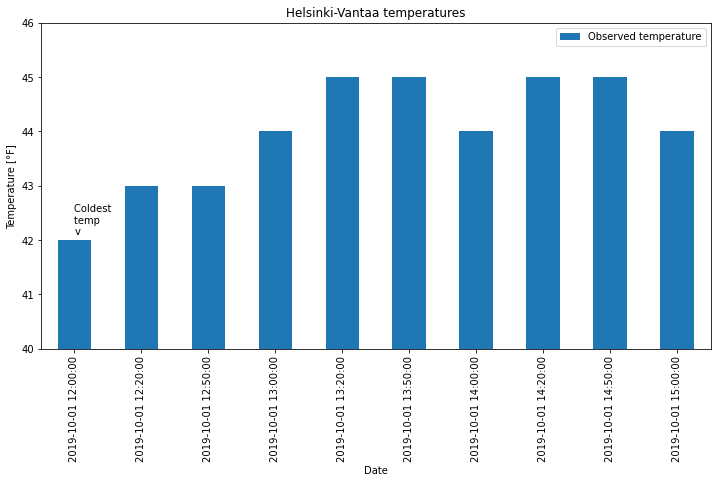 Helsinki-Vantaa temperatures
Observed temperature
Temperature [°F]
46
45
44
43
42
41
40
Coldest
temp
v
2019-10-01 12:00:00
2019-10-01 12:20:00
2019-10-01 12:50:00
2019-10-01 13:00:00
2019-10-01 13:20:00
2019-10-01 13:50:00
2019-10-01 14:00:00
2019-10-01 14:20:00
2019-10-01 14:50:00
2019-10-01 15:00:00
Date